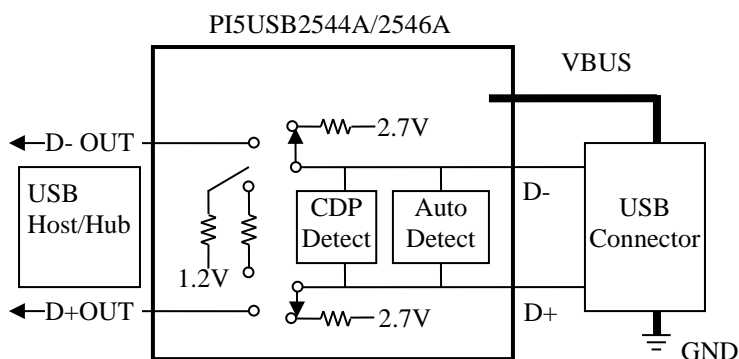 PI5USB2544A/2546A
VBUS
2.7V
D- OUT
D-
USB
Host/Hub
CDP
Detect
Auto
Detect
USB
Connector
1.2V
D+OUT
2.7V
D+
GND